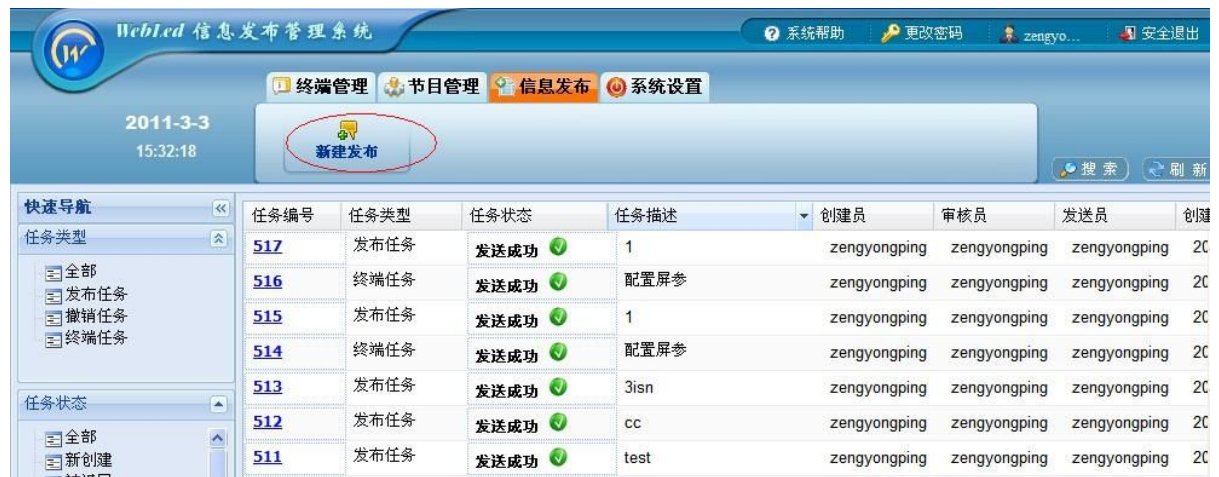 WebLed 信息发布管理系统
系统帮助 更改密码 zengyo... 安全退出
终端管理 节目管理 信息发布 系统设置
2011-3-3
15:32:18
新建发布
搜索 刷新
快速导航
任务类型
全部
发布任务
撤销任务
终端任务
任务状态
全部
新创建
任务编号 任务类型 任务状态 任务描述 创建员 审核员 发送员 创建
517 发布任务 发送成功 1 zengyongping zengyongping zengyongping 20
516 终端任务 发送成功 配置屏参 zengyongping zengyongping zengyongping 20
515 发布任务 发送成功 1 zengyongping zengyongping zengyongping 20
514 终端任务 发送成功 配置屏参 zengyongping zengyongping zengyongping 20
513 发布任务 发送成功 3isn zengyongping zengyongping zengyongping 20
512 发布任务 发送成功 cc zengyongping zengyongping zengyongping 20
511 发布任务 发送成功 test zengyongping zengyongping zengyongping 20